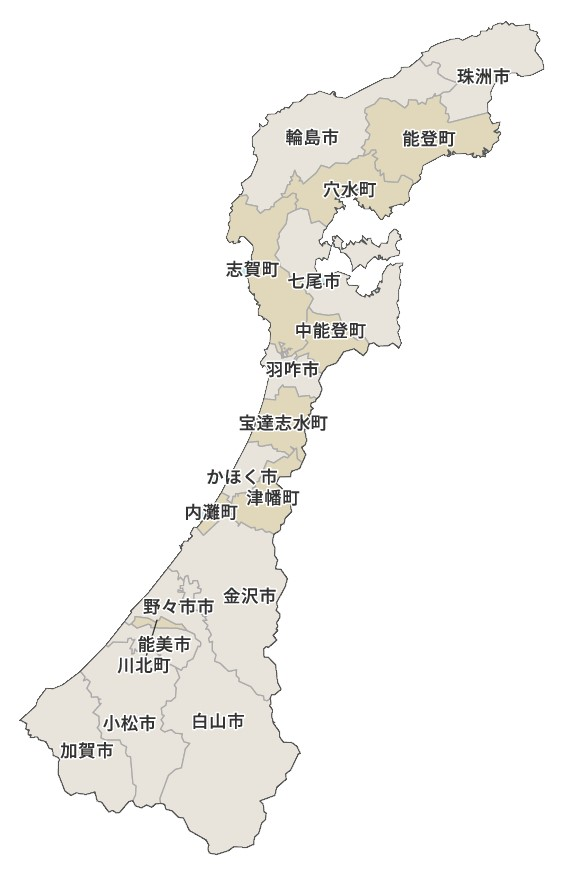 珠洲市
輪島市
能登町
穴水町
志賀町
七尾市
中能登町
羽咋市
宝達志水町
かほく市
津幡町
内灘町
金沢市
野々市市
能美市
川北町
白山市
小松市
加賀市